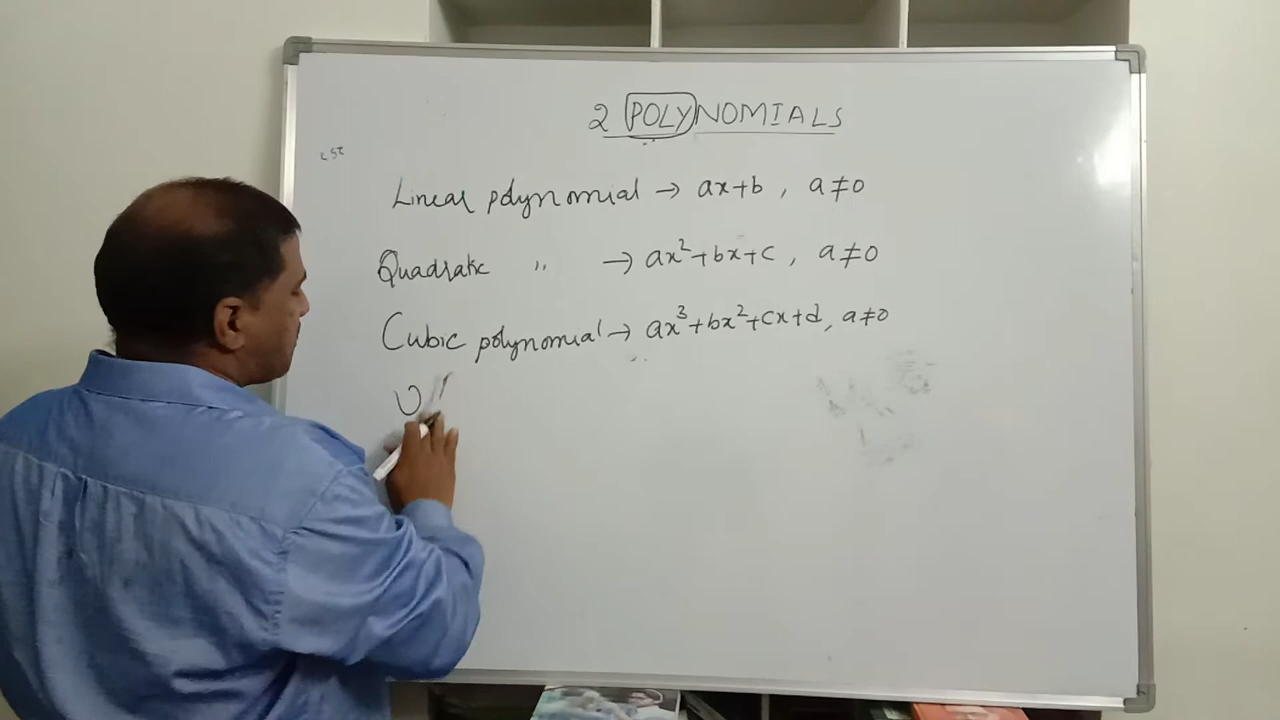 2 POLYNOMIALS
Linear polynomial → ax+b , a≠0
Quadratic ,, → ax²+bx+c , a≠0
Cubic polynomial → ax³+bx²+cx+d, a≠0